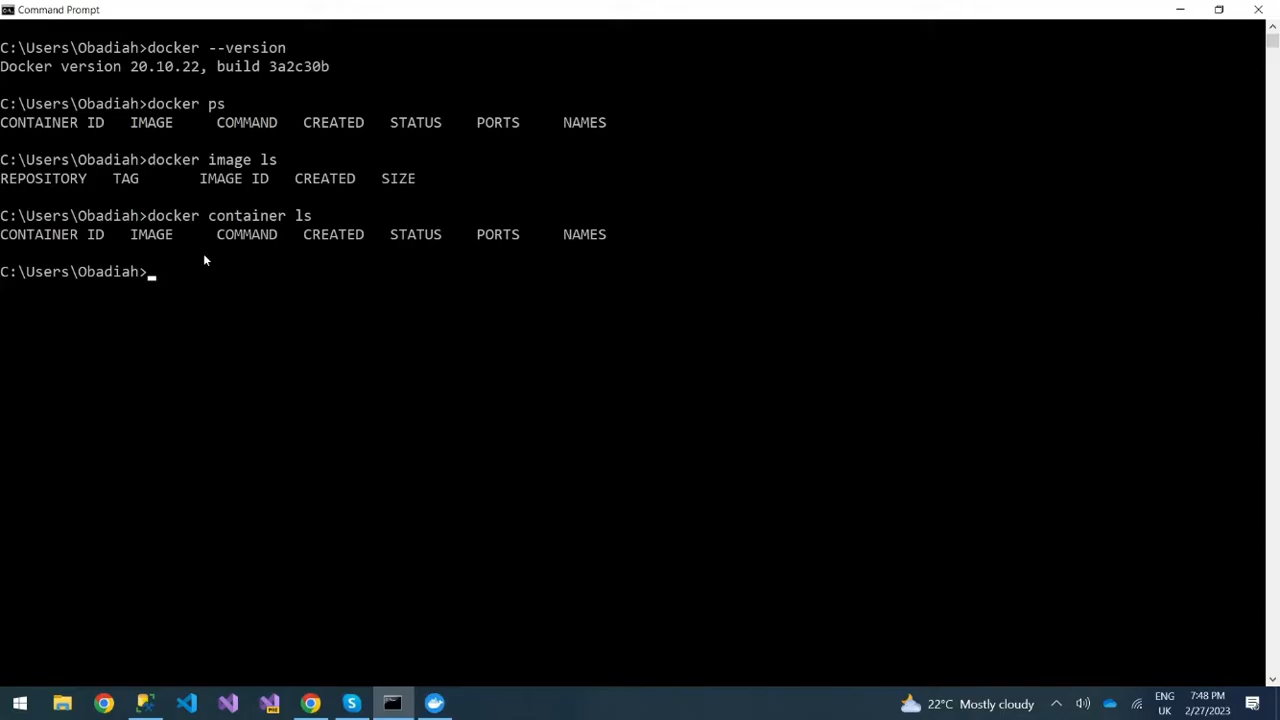 Command Prompt
C:\Users\Obadiah>docker --version
Docker version 20.10.22, build 3a2c30b
C:\Users\Obadiah>docker ps
CONTAINER ID   IMAGE     COMMAND   CREATED   STATUS    PORTS     NAMES
C:\Users\Obadiah>docker image ls
REPOSITORY   TAG       IMAGE ID   CREATED   SIZE
C:\Users\Obadiah>docker container ls
CONTAINER ID   IMAGE     COMMAND   CREATED   STATUS    PORTS     NAMES
C:\Users\Obadiah>
22°C Mostly cloudy
ENG
UK
7:48 PM
2/27/2023